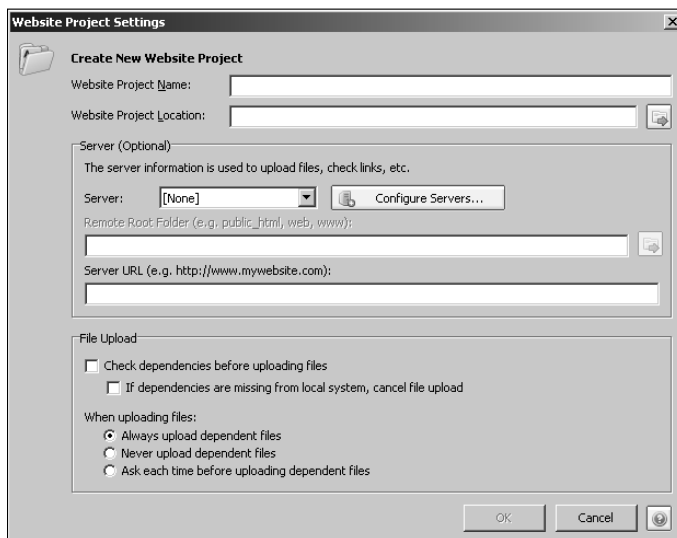 Website Project Settings
Create New Website Project
Website Project Name:
Website Project Location:
Server (Optional)
The server information is used to upload files, check links, etc.
Server: [None] Configure Servers...
Remote Root Folder (e.g. public_html, web, www):
Server URL (e.g. http://www.mywebsite.com):
File Upload
Check dependencies before uploading files
If dependencies are missing from local system, cancel file upload
When uploading files:
Always upload dependent files
Never upload dependent files
Ask each time before uploading dependent files
OK Cancel